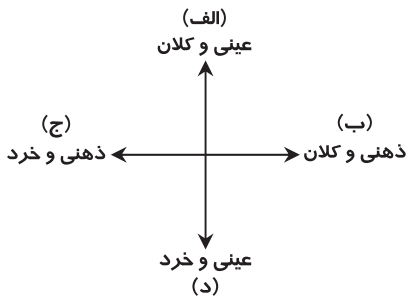 (الف)
عینی و کلان
(ب)
ذهنی و کلان
(ج)
ذهنی و خرد
عینی و خرد
(د)